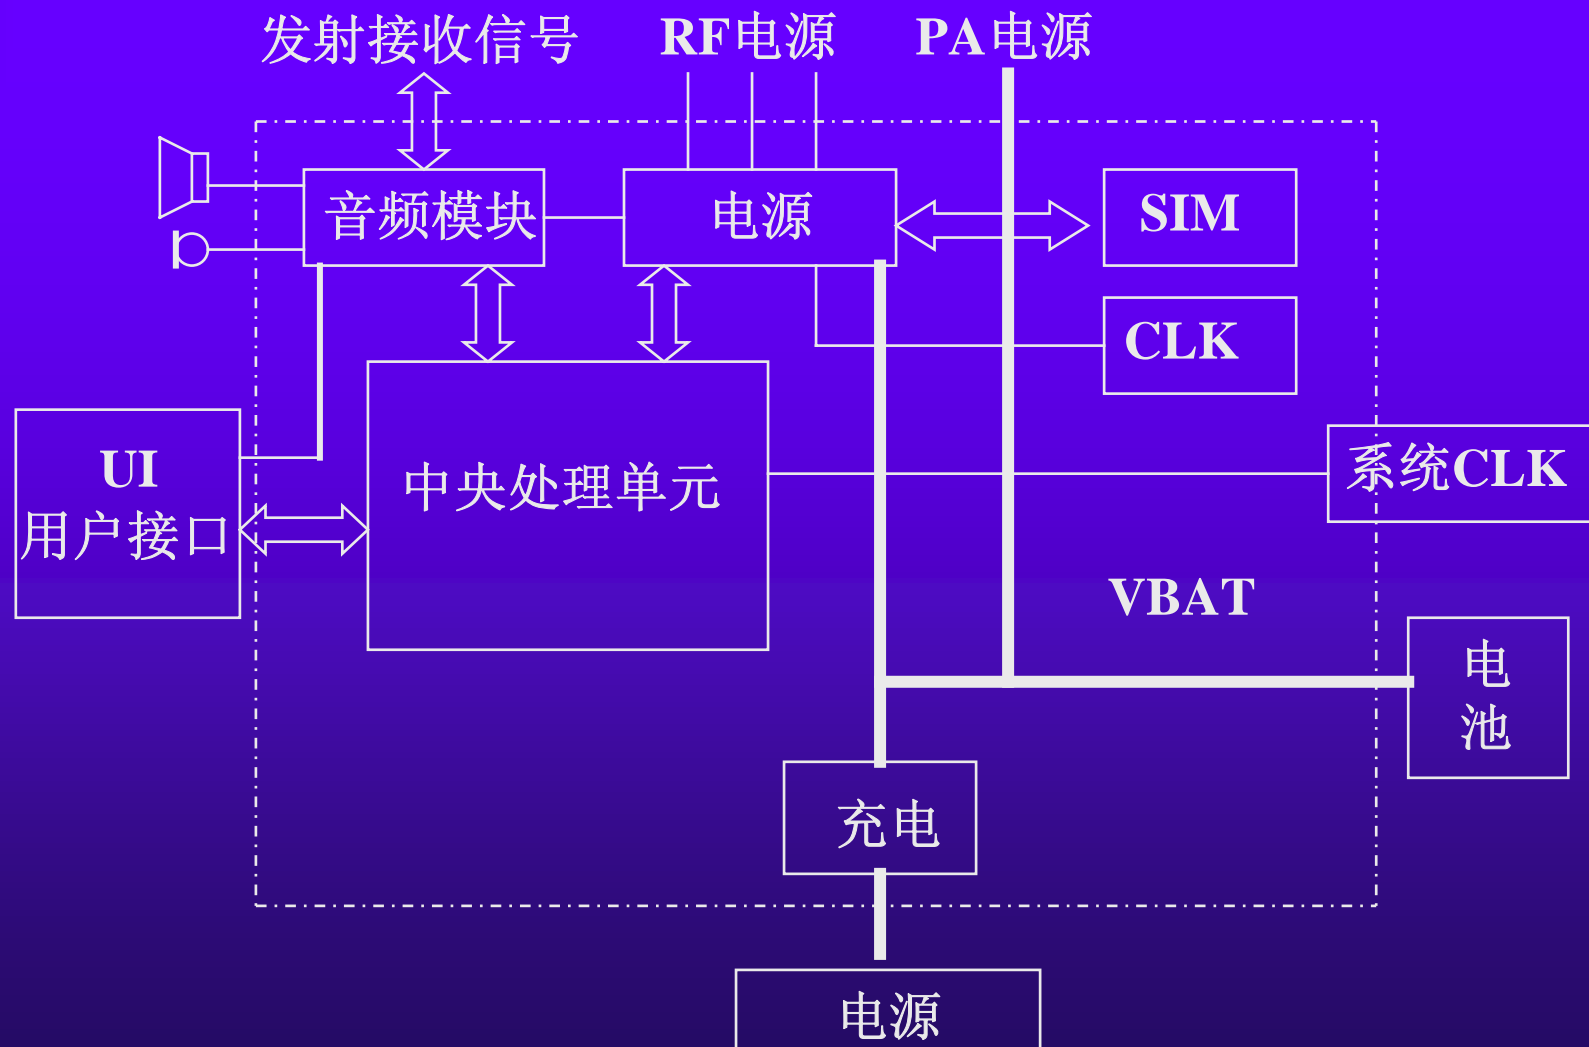 发射接收信号
RF电源
PA电源
音频模块
电源
SIM
CLK
UI
用户接口
中央处理单元
系统CLK
VBAT
电
池
充电
电源